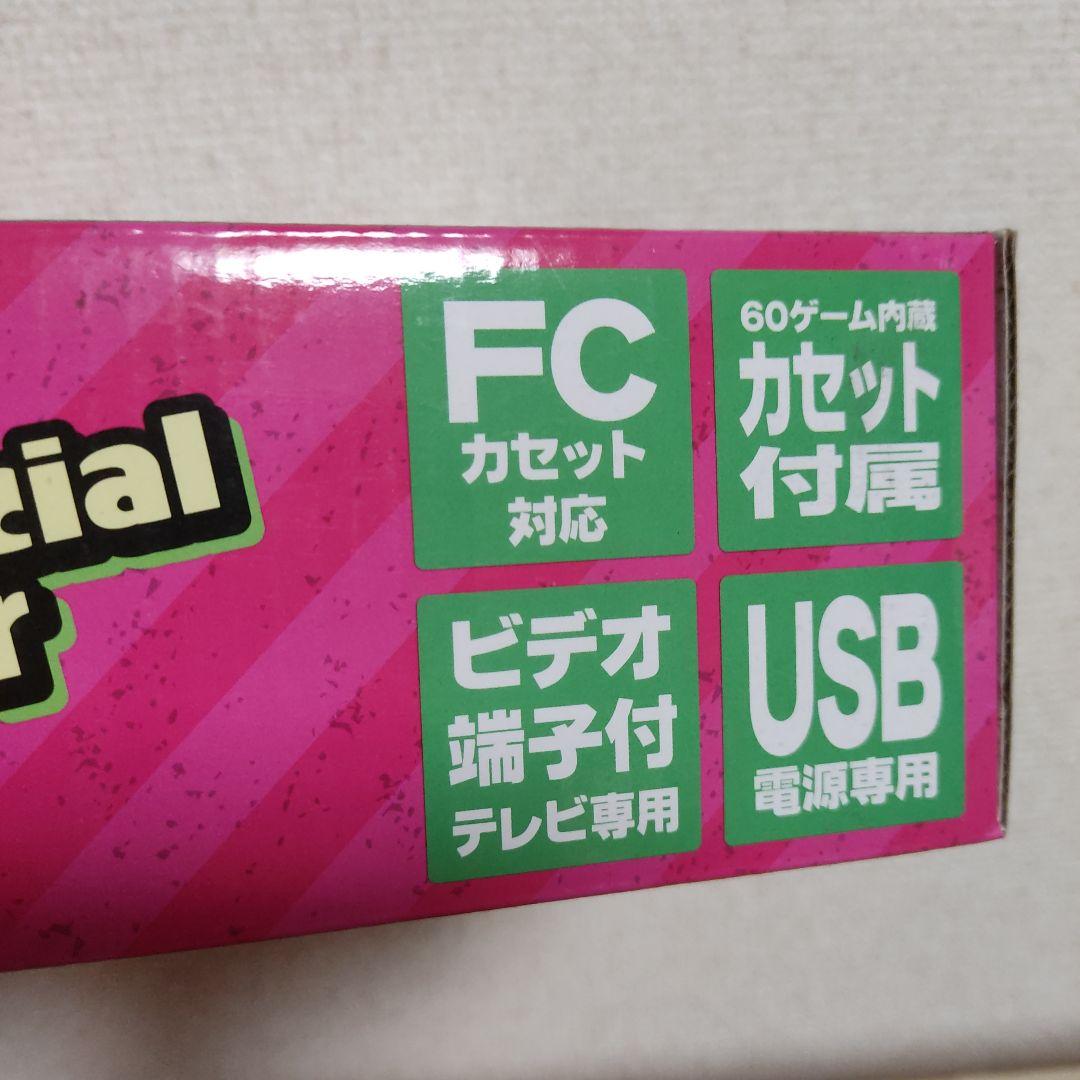 cial
r
FC
カセット
対応
60ゲーム内蔵
カセット
付属
ビデオ
端子付
テレビ専用
USB
電源専用